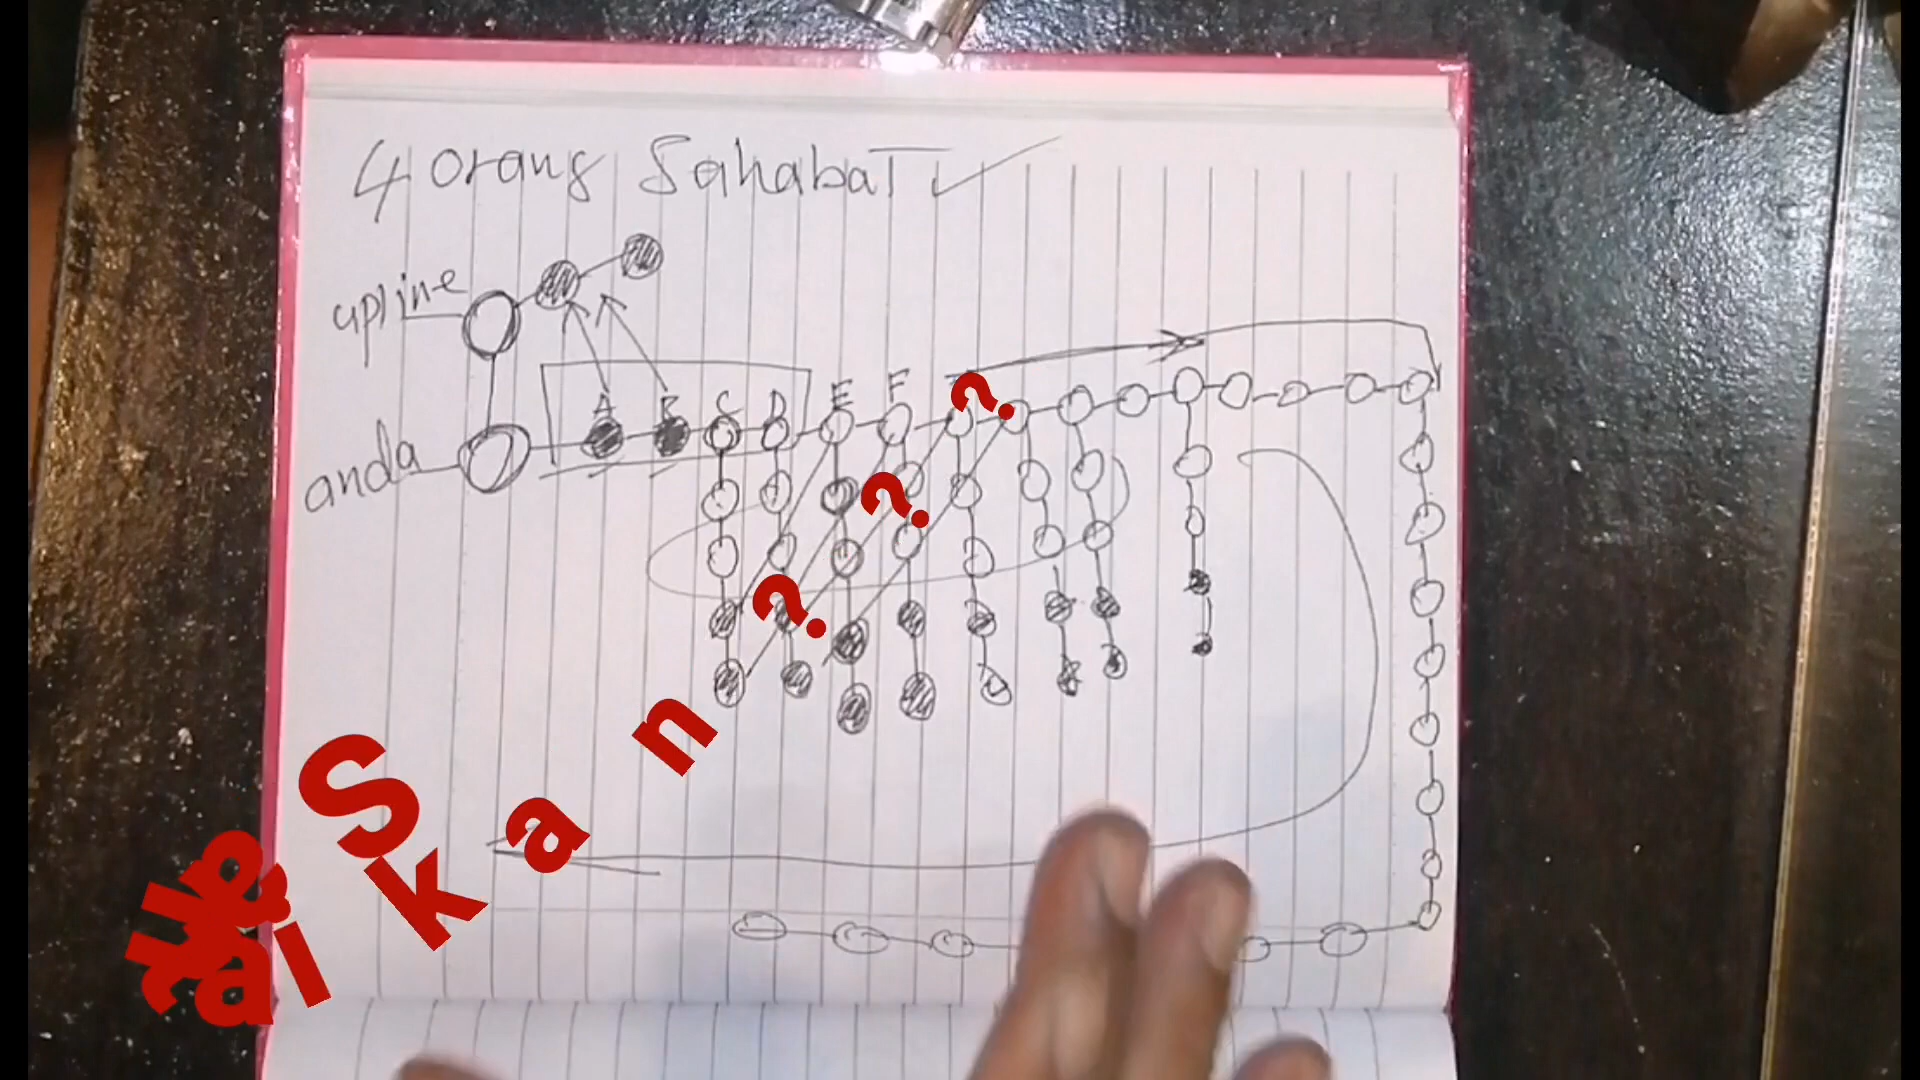 4 orang Sahabat
upline
A B C D E F
anda
? ? ?
S k a n